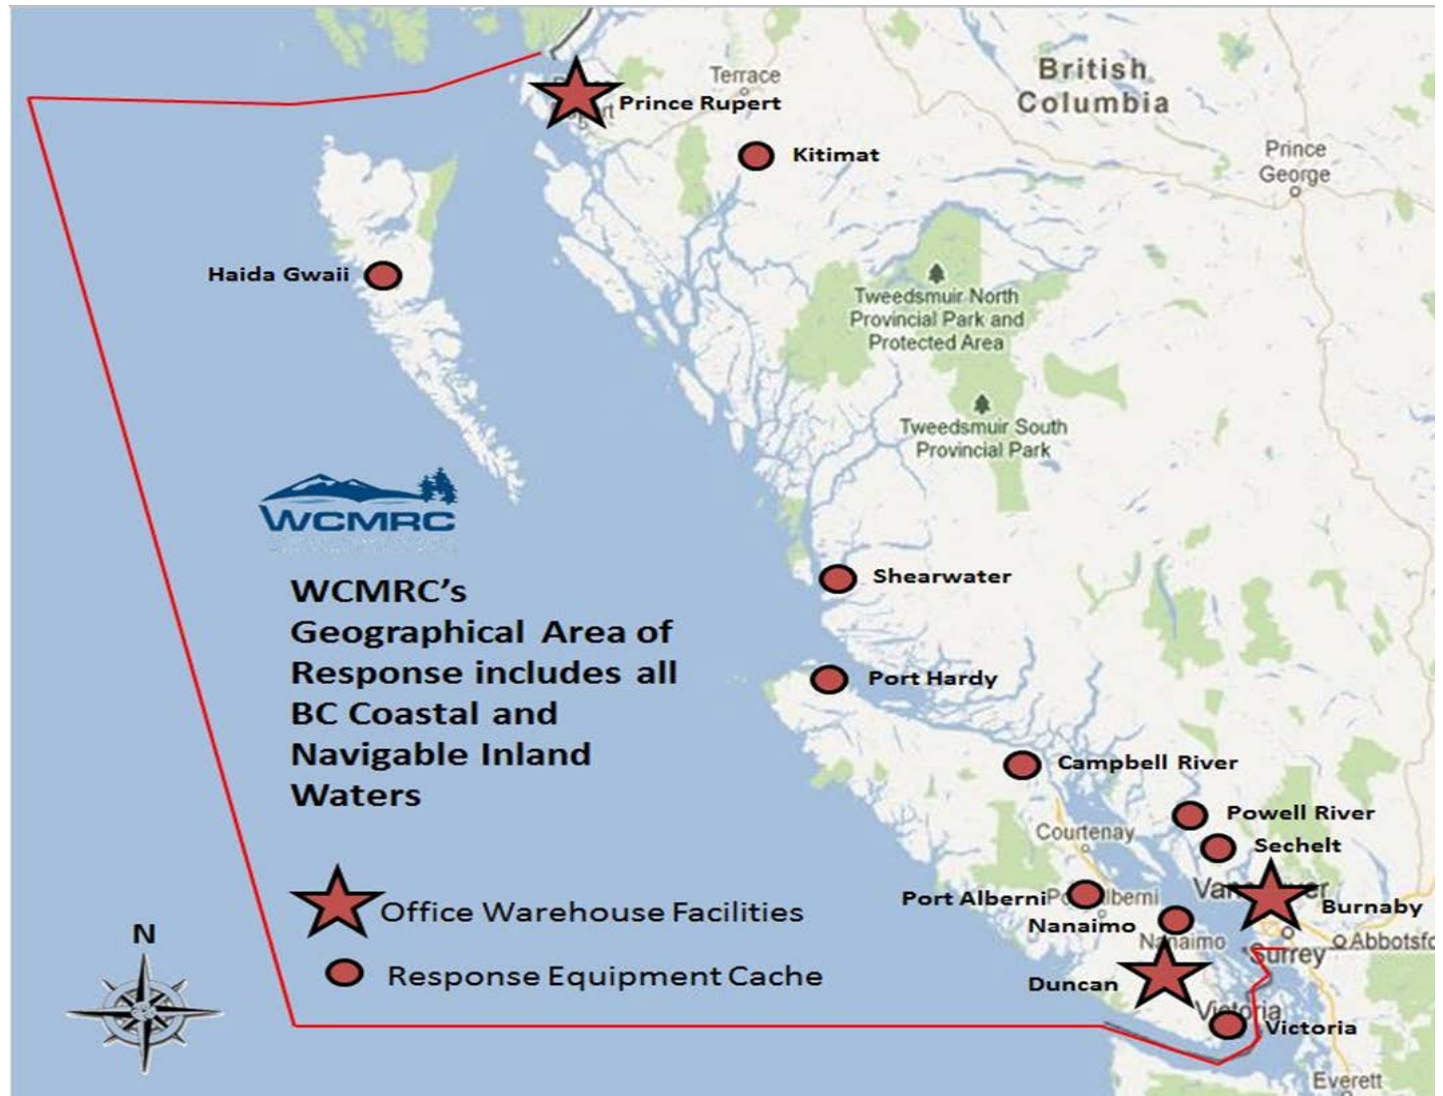 British
Columbia
Terrace
Prince Rupert
Kitimat
Prince
George
Haida Gwaii
Tweedsmuir North
Provincial Park and
Protected Area
Tweedsmuir South
Provincial Park
WCMRC
WCMRC's
Geographical Area of
Response includes all
BC Coastal and
Navigable Inland
Waters
Shearwater
Port Hardy
Campbell River
Powell River
Courtenay
Sechelt
Port Alberni
Burnaby
Nanaimo
Nanaimo
Surrey
Duncan
Victoria
Victoria
Everett
Office Warehouse Facilities
Response Equipment Cache
N